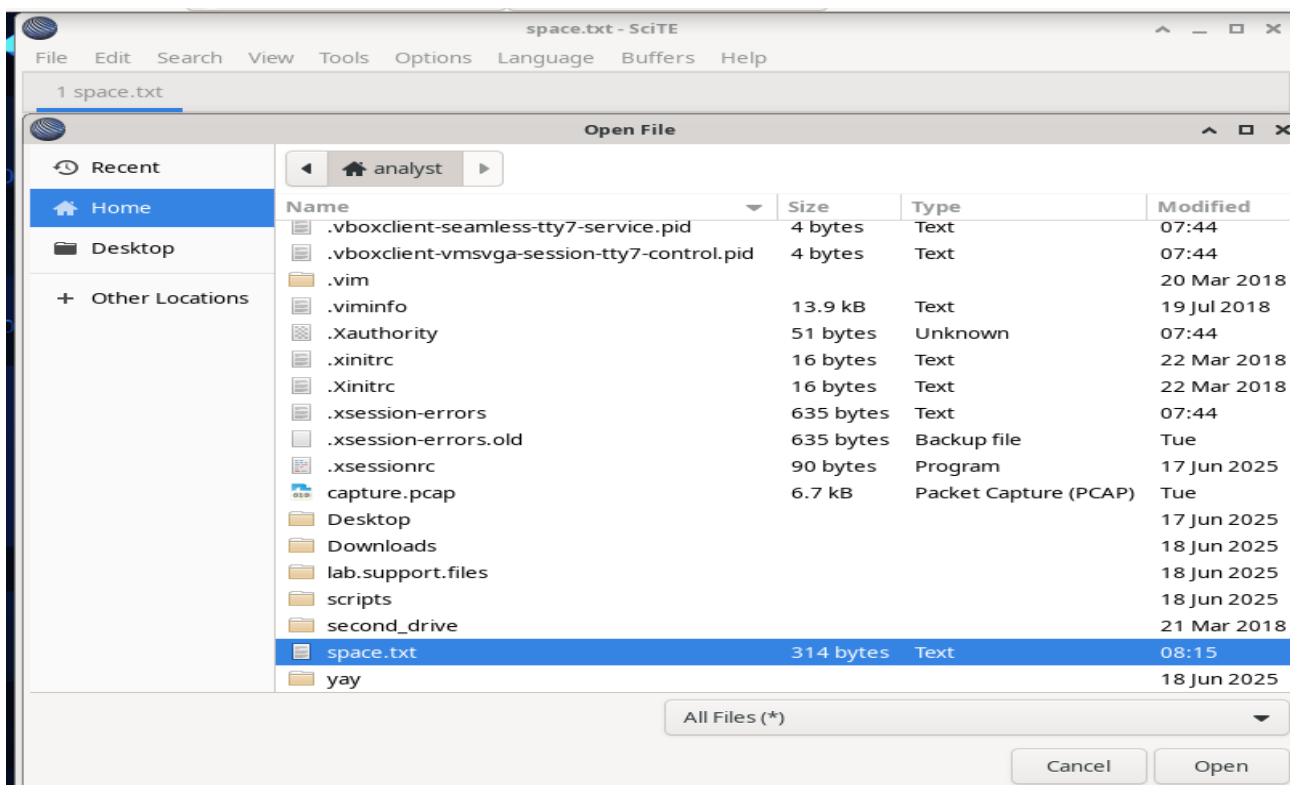 space.txt - SciTE
File Edit Search View Tools Options Language Buffers Help
1 space.txt
Open File
Recent
analyst
Home
Desktop
+ Other Locations
Name Size Type Modified
.vboxclient-seamless-tty7-service.pid 4 bytes Text 07:44
.vboxclient-vmsvga-session-tty7-control.pid 4 bytes Text 07:44
.vim 20 Mar 2018
.viminfo 13.9 kB Text 19 Jul 2018
.Xauthority 51 bytes Unknown 07:44
.xinitrc 16 bytes Text 22 Mar 2018
.Xinitrc 16 bytes Text 22 Mar 2018
.xsession-errors 635 bytes Text 07:44
.xsession-errors.old 635 bytes Backup file Tue
.xsessionrc 90 bytes Program 17 Jun 2025
capture.pcap 6.7 kB Packet Capture (PCAP) Tue
Desktop 17 Jun 2025
Downloads 18 Jun 2025
lab.support.files 18 Jun 2025
scripts 18 Jun 2025
second_drive 21 Mar 2018
space.txt 314 bytes Text 08:15
yay 18 Jun 2025
All Files (*)
Cancel Open